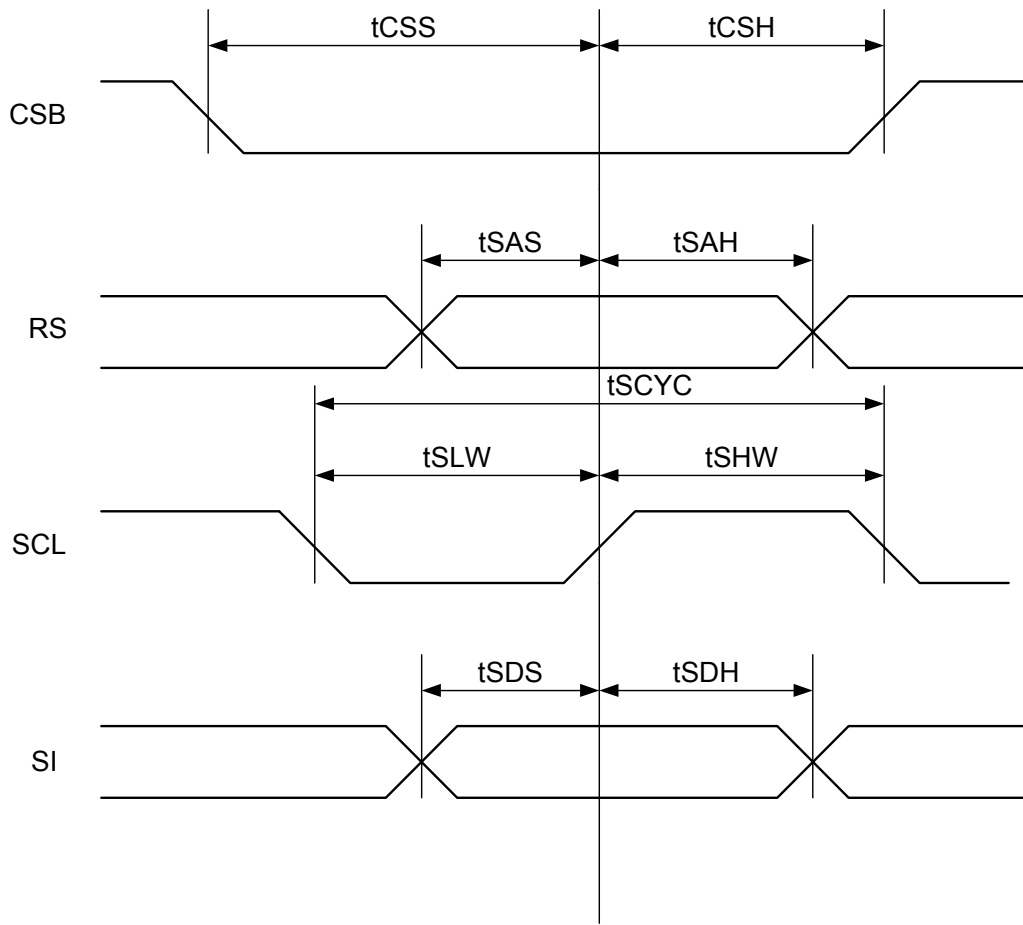 tCSS tCSH
CSB
tSAS tSAH
RS
tSCYC
tSLW tSHW
SCL
tSDS tSDH
SI